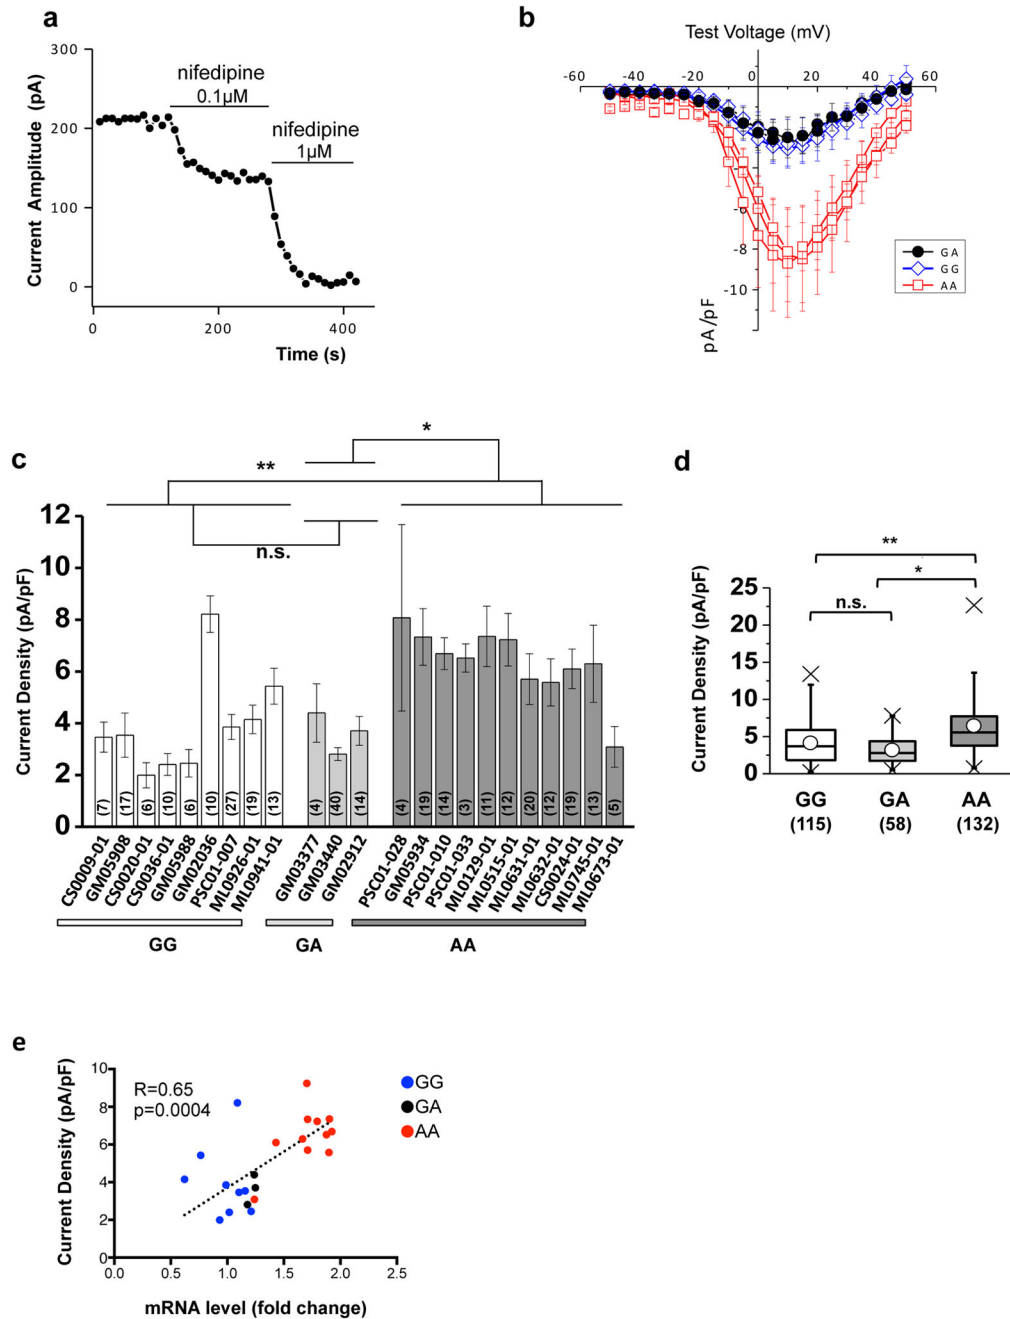 a
300
200
100
0
Current Amplitude (pA)
nifedipine
0.1µM
nifedipine
1µM
0
200
400
Time (s)
b
Test Voltage (mV)
-60
-40
-20
0
20
40
60
-6
-8
-10
pA/pF
GA
GG
AA
c
*
**
n.s.
12
10
8
6
4
2
0
Current Density (pA/pF)
(7)
(17)
(6)
(10)
(6)
(10)
(27)
(19)
(13)
(4)
(40)
(14)
(4)
(19)
(14)
(3)
(11)
(12)
(20)
(12)
(19)
(13)
(5)
CS0009-01
GM05908
CS0020-01
CS0036-01
GM05988
GM02036
PSC01-007
ML0926-01
ML0941-01
GM03377
GM03440
GM02912
PSC01-028
GM05934
PSC01-010
PSC01-033
ML0129-01
ML0515-01
ML0631-01
ML0632-01
CS0024-01
ML0745-01
ML0673-01
GG
GA
AA
d
**
*
n.s.
25
20
15
10
5
0
Current Density (pA/pF)
GG
GA
AA
(115)
(58)
(132)
e
10
8
6
4
2
0
Current Density (pA/pF)
R=0.65
p=0.0004
GG
GA
AA
0.0
0.5
1.0
1.5
2.0
2.5
mRNA level (fold change)